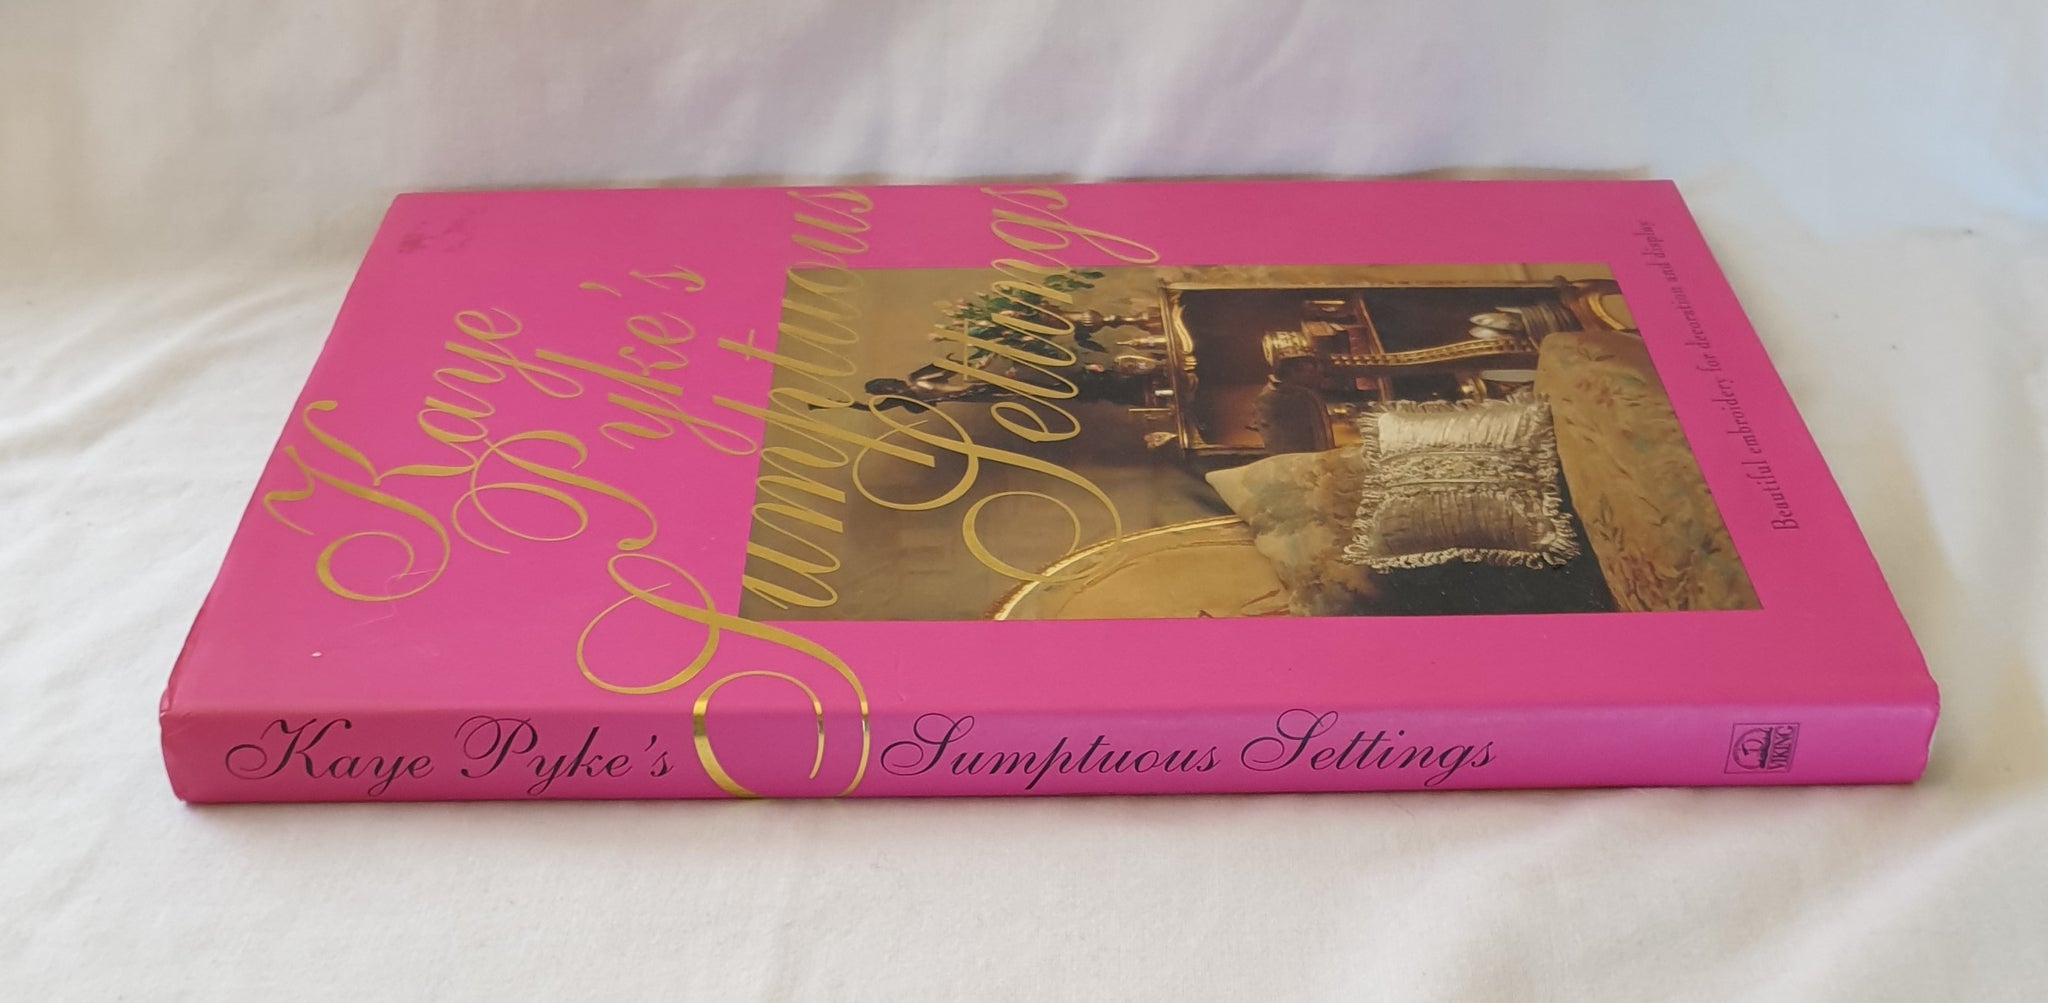 Kaye
Pyke's
Sumptuous
Settings
Beautiful embroidery for decoration and display
Kaye Pyke's Sumptuous Settings
VIKING